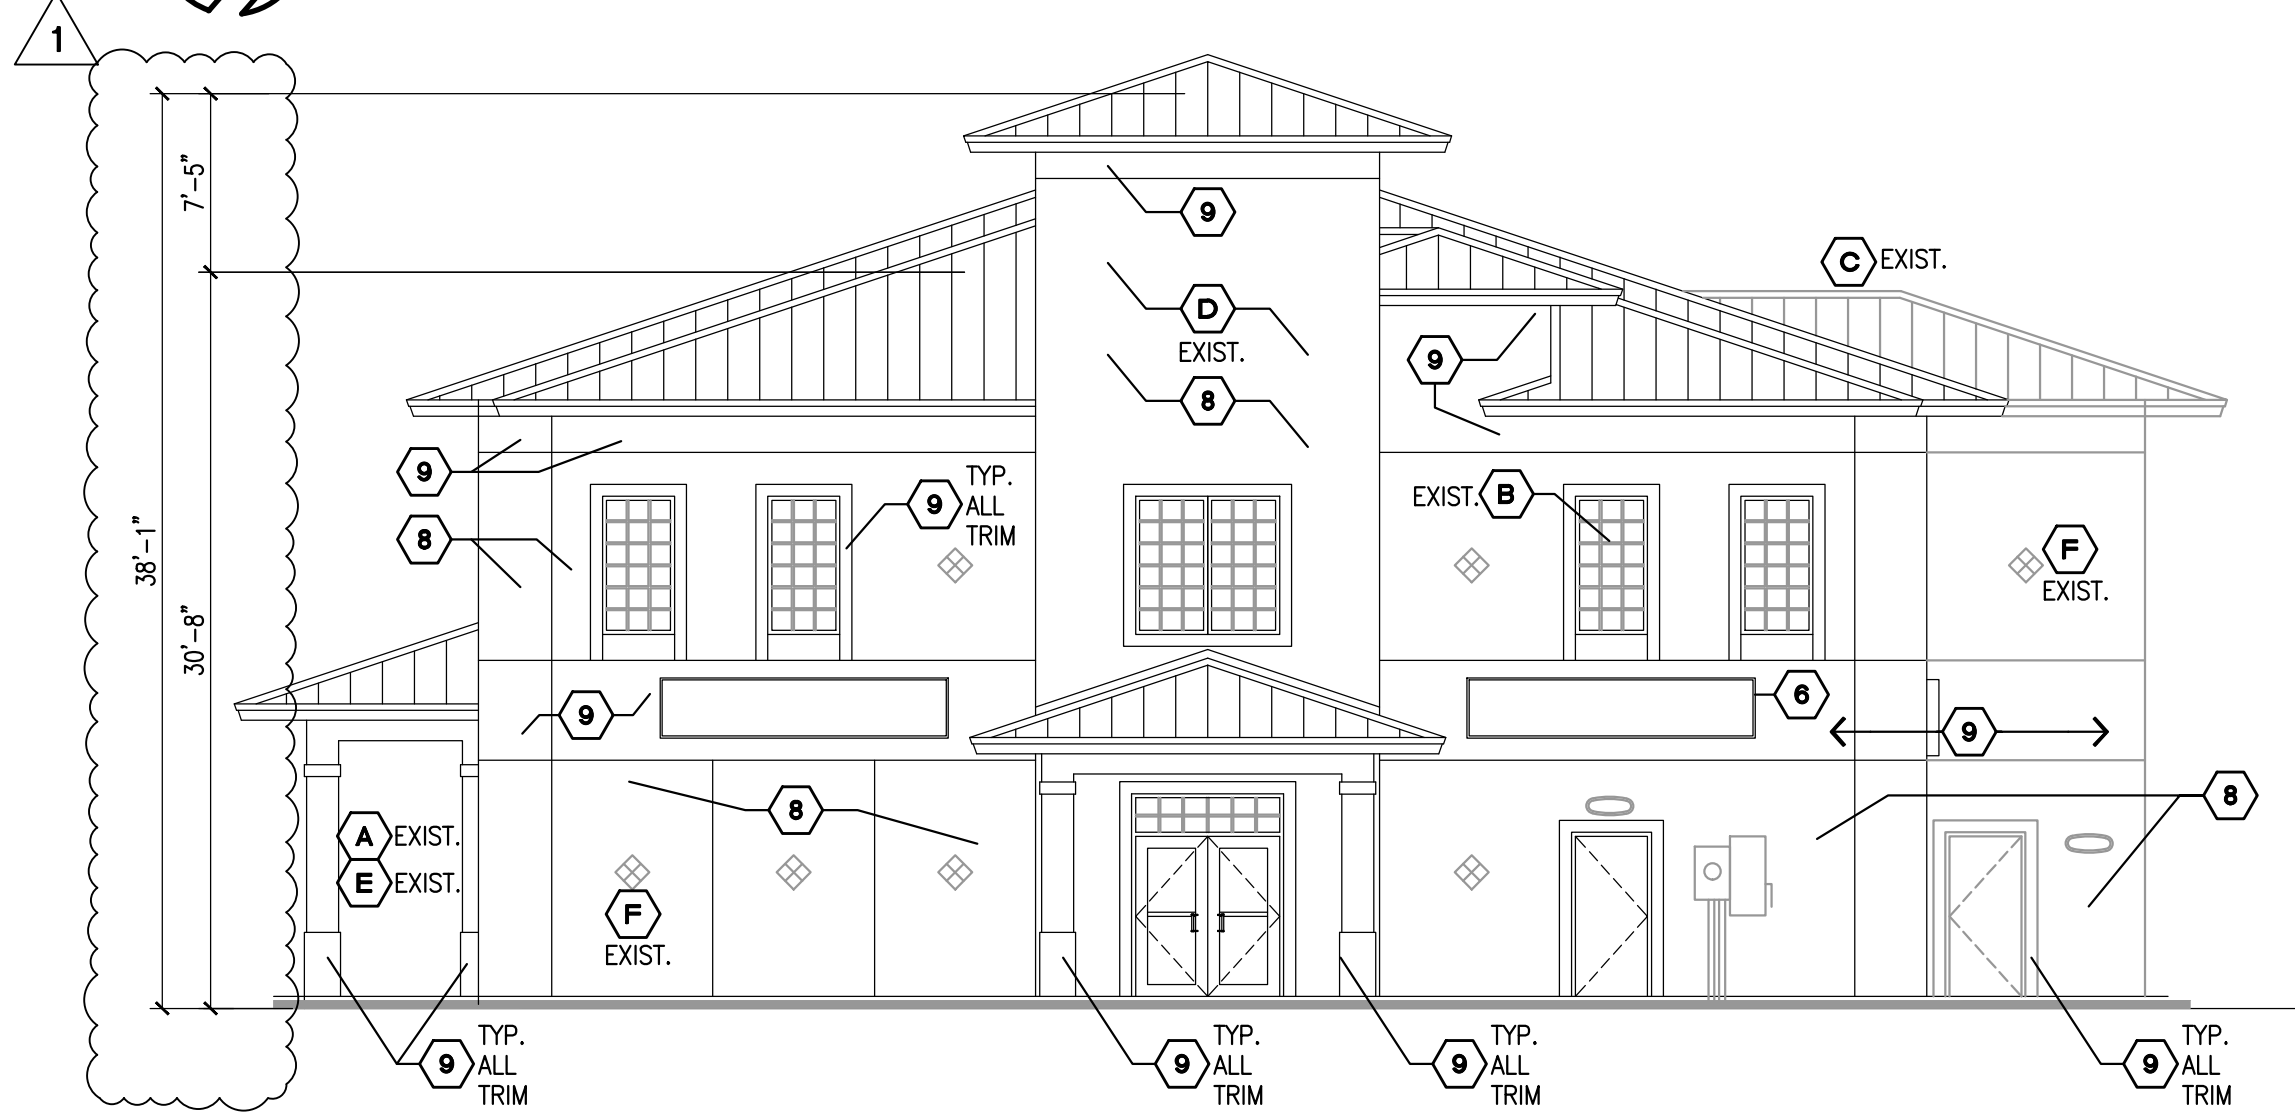 1
7'-5"
38'-1"
30'-8"
9
D
EXIST.
8
9
C EXIST.
9
8
9 TYP.
ALL
TRIM
EXIST. B
F
EXIST.
9
6
9
8
8
A EXIST.
E EXIST.
F
EXIST.
9 TYP.
ALL
TRIM
9 TYP.
ALL
TRIM
9 TYP.
ALL
TRIM
9 TYP.
ALL
TRIM